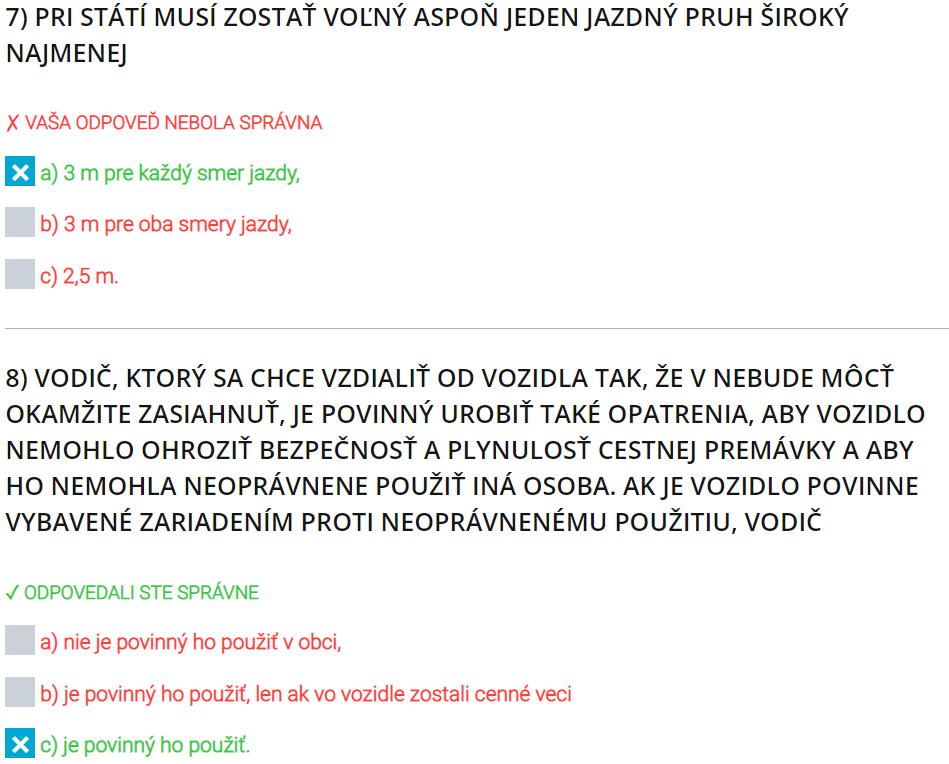 7) PRI STÁTÍ MUSÍ ZOSTAŤ VOĽNÝ ASPOŇ JEDEN JAZDNÝ PRUH ŠIROKÝ
NAJMENEJ
✗ VAŠA ODPOVEĎ NEBOLA SPRÁVNA
a) 3 m pre každý smer jazdy,
b) 3 m pre oba smery jazdy,
c) 2,5 m.
8) VODIČ, KTORÝ SA CHCE VZDIALIŤ OD VOZIDLA TAK, ŽE V NEBUDE MÔCŤ
OKAMŽITE ZASIAHNUŤ, JE POVINNÝ UROBIŤ TAKÉ OPATRENIA, ABY VOZIDLO
NEMOHLO OHROZIŤ BEZPEČNOSŤ A PLYNULOSŤ CESTNEJ PREMÁVKY A ABY
HO NEMOHLA NEOPRÁVNENE POUŽIŤ INÁ OSOBA. AK JE VOZIDLO POVINNE
VYBAVENÉ ZARIADENÍM PROTI NEOPRÁVNENÉMU POUŽITIU, VODIČ
✓ ODPOVEDALI STE SPRÁVNE
a) nie je povinný ho použiť v obci,
b) je povinný ho použiť, len ak vo vozidle zostali cenné veci
c) je povinný ho použiť.